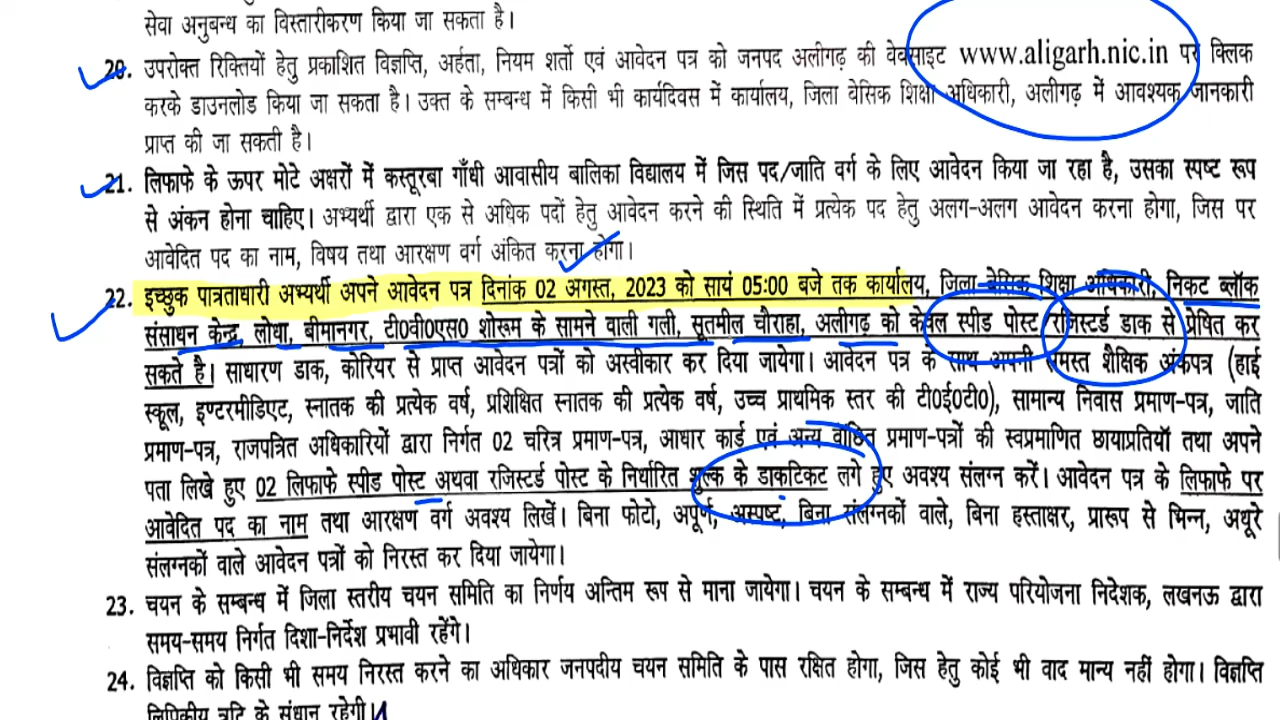 सेवा अनुबन्ध का विस्तारीकरण किया जा सकता है।
20. उपरोक्त रिक्तियों हेतु प्रकाशित विज्ञप्ति, अर्हता, नियम शर्तो एवं आवेदन पत्र को जनपद अलीगढ़ की वेबसाइट www.aligarh.nic.in पर क्लिक
करके डाउनलोड किया जा सकता है। उक्त के सम्बन्ध में किसी भी कार्यदिवस में कार्यालय, जिला बेसिक शिक्षा अधिकारी, अलीगढ़ में आवश्यक जानकारी
प्राप्त की जा सकती है।
21. लिफाफे के ऊपर मोटे अक्षरों में कस्तूरबा गाँधी आवासीय बालिका विद्यालय में जिस पद/जाति वर्ग के लिए आवेदन किया जा रहा है, उसका स्पष्ट रूप
से अंकन होना चाहिए। अभ्यर्थी द्वारा एक से अधिक पदों हेतु आवेदन करने की स्थिति में प्रत्येक पद हेतु अलग-अलग आवेदन करना होगा, जिस पर
आवेदित पद का नाम, विषय तथा आरक्षण वर्ग अंकित करना होगा।
22. इच्छुक पात्रताधारी अभ्यर्थी अपने आवेदन पत्र दिनांक 02 अगस्त, 2023 को सायं 05:00 बजे तक कार्यालय, जिला बेसिक शिक्षा अधिकारी, निकट ब्लॉक
संसाधन केन्द्र, लोधा, बीमानगर, टी0वी0एस0 शोरूम के सामने वाली गली, सूतमील चौराहा, अलीगढ़ को केवल स्पीड पोस्ट रजिस्टर्ड डाक से प्रेषित कर
सकते है। साधारण डाक, कोरियर से प्राप्त आवेदन पत्रों को अस्वीकार कर दिया जायेगा। आवेदन पत्र के साथ अपनी समस्त शैक्षिक अंकपत्र (हाई
स्कूल, इण्टरमीडिएट, स्नातक की प्रत्येक वर्ष, प्रशिक्षित स्नातक की प्रत्येक वर्ष, उच्च प्राथमिक स्तर की टी0ई0टी0), सामान्य निवास प्रमाण-पत्र, जाति
प्रमाण-पत्र, राजपत्रित अधिकारियों द्वारा निर्गत 02 चरित्र प्रमाण-पत्र, आधार कार्ड एवं अन्य वांछित प्रमाण-पत्रों की स्वप्रमाणित छायाप्रतियॉ तथा अपने
पता लिखे हुए 02 लिफाफे स्पीड पोस्ट अथवा रजिस्टर्ड पोस्ट के निर्धारित शुल्क के डाकटिकट लगे हुए अवश्य संलग्न करें। आवेदन पत्र के लिफाफे पर
आवेदित पद का नाम तथा आरक्षण वर्ग अवश्य लिखें। बिना फोटो, अपूर्ण, अस्पष्ट, बिना संलग्नकों वाले, बिना हस्ताक्षर, प्रारूप से भिन्न, अधूरे
संलग्नकों वाले आवेदन पत्रों को निरस्त कर दिया जायेगा।
23. चयन के सम्बन्ध में जिला स्तरीय चयन समिति का निर्णय अन्तिम रूप से माना जायेगा। चयन के सम्बन्ध में राज्य परियोजना निदेशक, लखनऊ द्वारा
समय-समय निर्गत दिशा-निर्देश प्रभावी रहेंगे।
24. विज्ञप्ति को किसी भी समय निरस्त करने का अधिकार जनपदीय चयन समिति के पास रक्षित होगा, जिस हेतु कोई भी वाद मान्य नहीं होगा। विज्ञप्ति
लिपिकीय त्रुटि के संधान रहेगी।